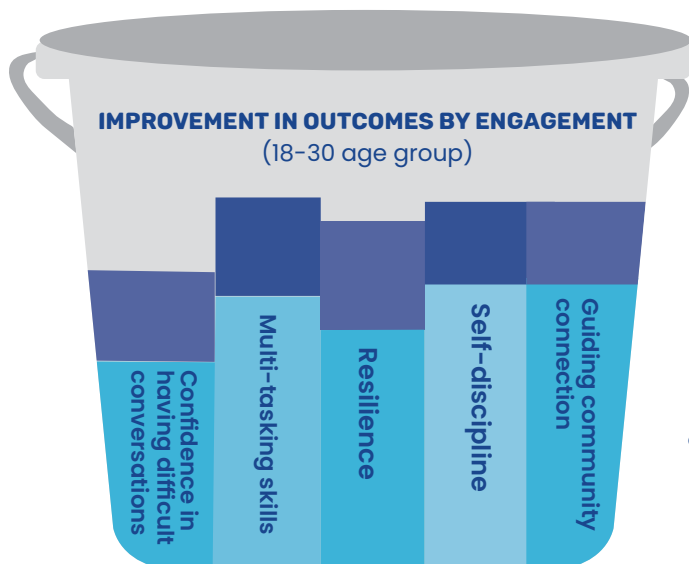 IMPROVEMENT IN OUTCOMES BY ENGAGEMENT
(18-30 age group)
Confidence in
having difficult
conversations
Multi-tasking skills
Resilience
Self-discipline
Guiding community
connection